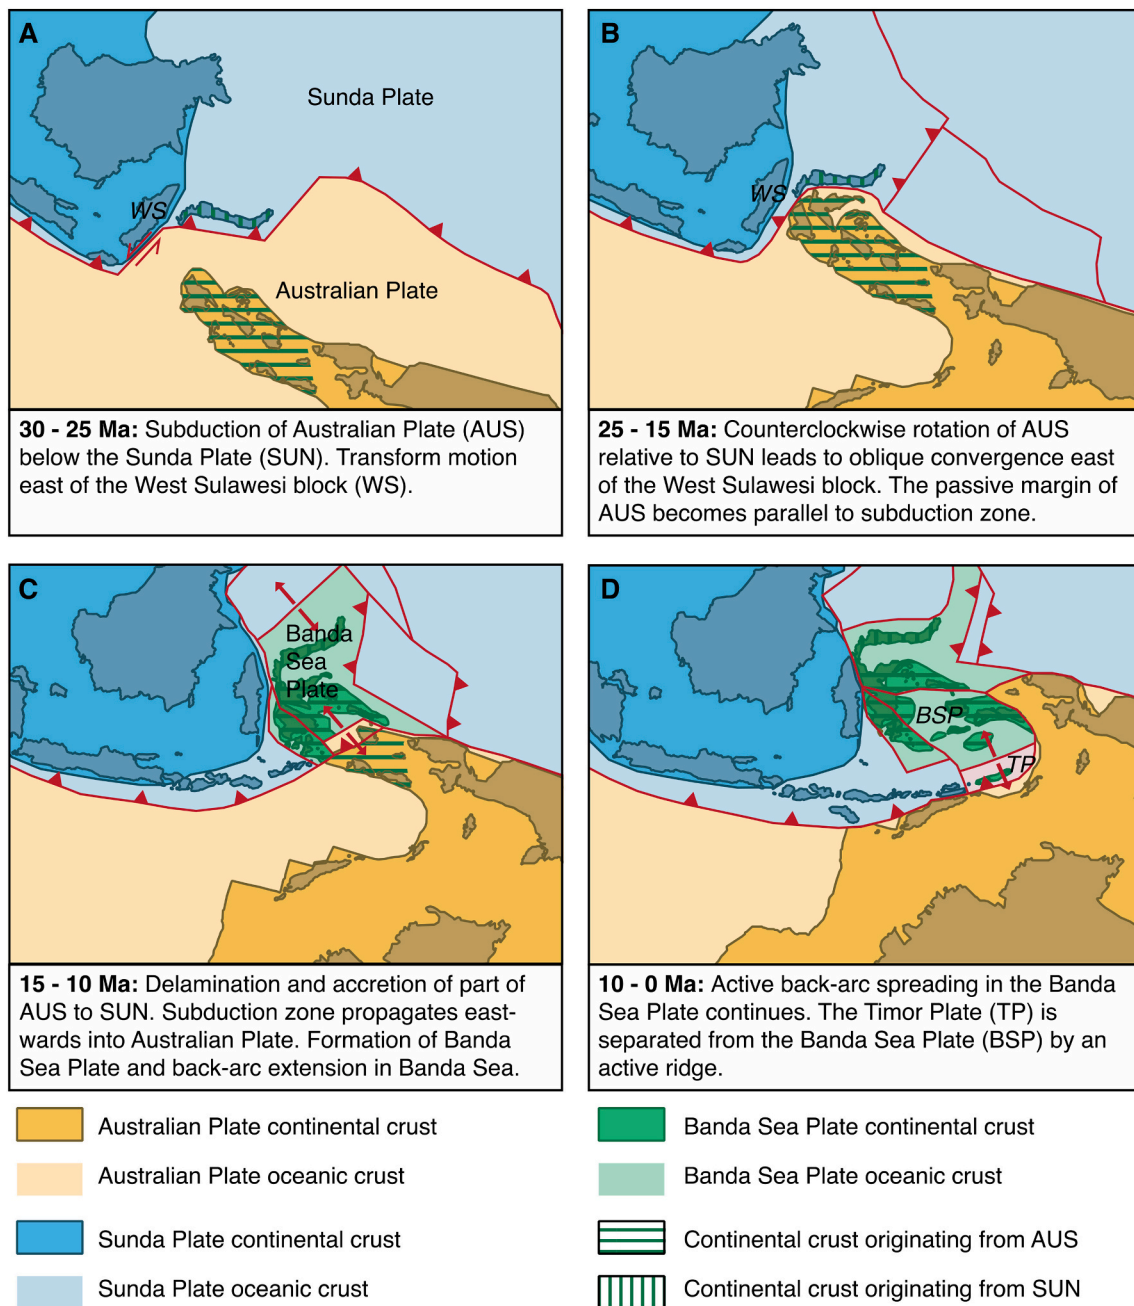 A
Sunda Plate
WS
Australian Plate
30 - 25 Ma: Subduction of Australian Plate (AUS)
below the Sunda Plate (SUN). Transform motion
east of the West Sulawesi block (WS).
B
WS
25 - 15 Ma: Counterclockwise rotation of AUS
relative to SUN leads to oblique convergence east
of the West Sulawesi block. The passive margin of
AUS becomes parallel to subduction zone.
C
Banda
Sea
Plate
15 - 10 Ma: Delamination and accretion of part of
AUS to SUN. Subduction zone propagates east-
wards into Australian Plate. Formation of Banda
Sea Plate and back-arc extension in Banda Sea.
D
BSP
TP
10 - 0 Ma: Active back-arc spreading in the Banda
Sea Plate continues. The Timor Plate (TP) is
separated from the Banda Sea Plate (BSP) by an
active ridge.
Australian Plate continental crust
Australian Plate oceanic crust
Sunda Plate continental crust
Sunda Plate oceanic crust
Banda Sea Plate continental crust
Banda Sea Plate oceanic crust
Continental crust originating from AUS
Continental crust originating from SUN